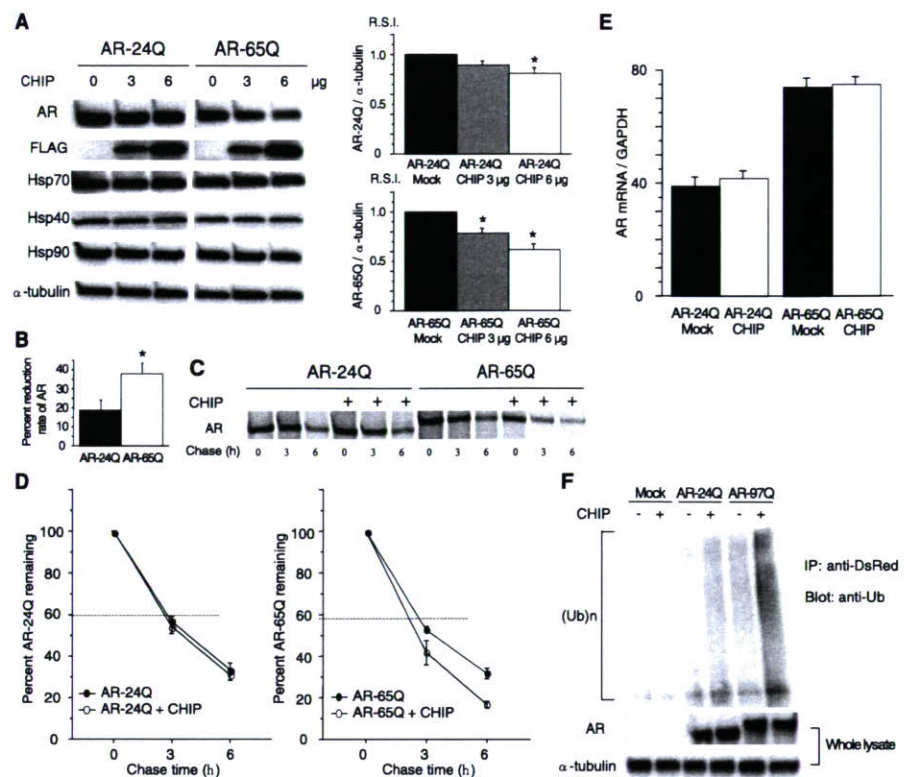 A
AR-24Q AR-65Q
CHIP 0 3 6 0 3 6 µg
AR
FLAG
Hsp70
Hsp40
Hsp90
α-tubulin
R.S.I.
AR-24Q / α-tubulin
1.0
0.5
0
AR-24Q AR-24Q AR-24Q
Mock CHIP 3 µg CHIP 6 µg
*
R.S.I.
AR-65Q / α-tubulin
1.0
0.5
0
AR-65Q AR-65Q AR-65Q
Mock CHIP 3 µg CHIP 6 µg
* *
E
AR mRNA / GAPDH
80
40
0
AR-24Q AR-24Q AR-65Q AR-65Q
Mock CHIP Mock CHIP
B
Percent reduction
rate of AR
40
30
20
10
0
*
AR-24Q AR-65Q
C
AR-24Q AR-65Q
CHIP + + + + + +
AR
Chase (h) 0 3 6 0 3 6 0 3 6 0 3 6
D
Percent AR-24Q remaining
100
80
60
40
20
AR-24Q
AR-24Q + CHIP
0 3 6
Chase time (h)
Percent AR-65Q remaining
100
80
60
40
20
AR-65Q
AR-65Q + CHIP
0 3 6
Chase time (h)
F
Mock AR-24Q AR-97Q
CHIP - + - + - +
(Ub)n
IP: anti-DsRed
Blot: anti-Ub
AR
α-tubulin
Whole lysate